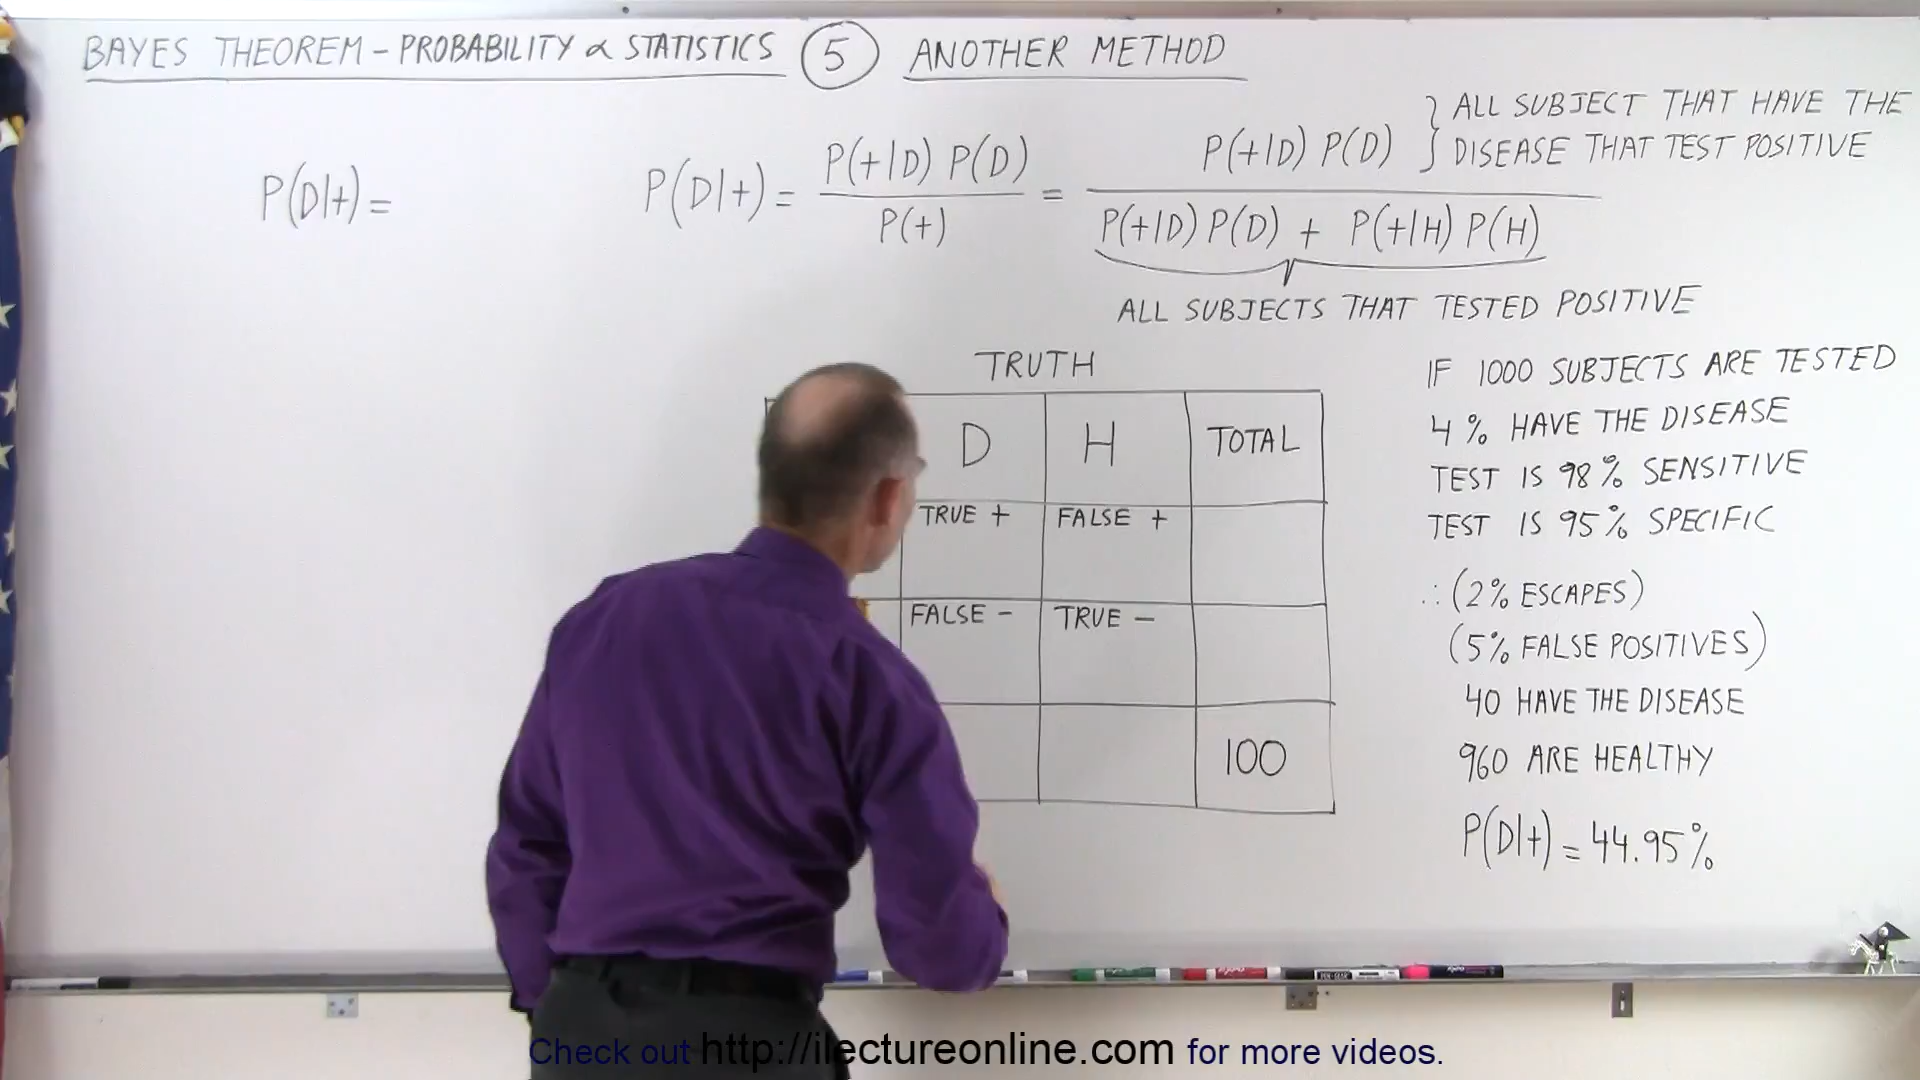 BAYES THEOREM – PROBABILITY & STATISTICS 5 ANOTHER METHOD
P(D|+) =
P(D|+) = P(+|D) P(D) / P(+) = P(+|D) P(D) / P(+|D) P(D) + P(+|H) P(H)
} ALL SUBJECT THAT HAVE THE
DISEASE THAT TEST POSITIVE
ALL SUBJECTS THAT TESTED POSITIVE
TRUTH
D H TOTAL
TRUE + FALSE +
FALSE – TRUE –
100
IF 1000 SUBJECTS ARE TESTED
4% HAVE THE DISEASE
TEST IS 98% SENSITIVE
TEST IS 95% SPECIFIC
∴ (2% ESCAPES)
(5% FALSE POSITIVES)
40 HAVE THE DISEASE
960 ARE HEALTHY
P(D|+) = 44.95%
Check out http://ilectureonline.com for more videos.